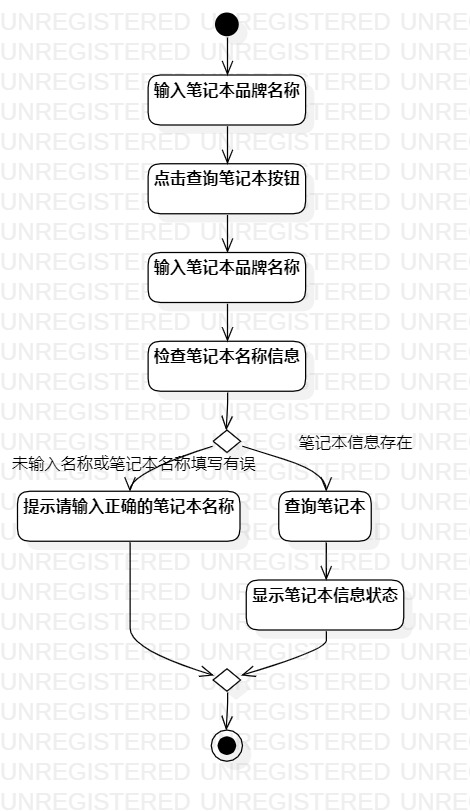 输入笔记本品牌名称
点击查询笔记本按钮
输入笔记本品牌名称
检查笔记本名称信息
笔记本信息存在
未输入名称或笔记本名称填写有误
提示请输入正确的笔记本名称
查询笔记本
显示笔记本信息状态
UNREGISTERED